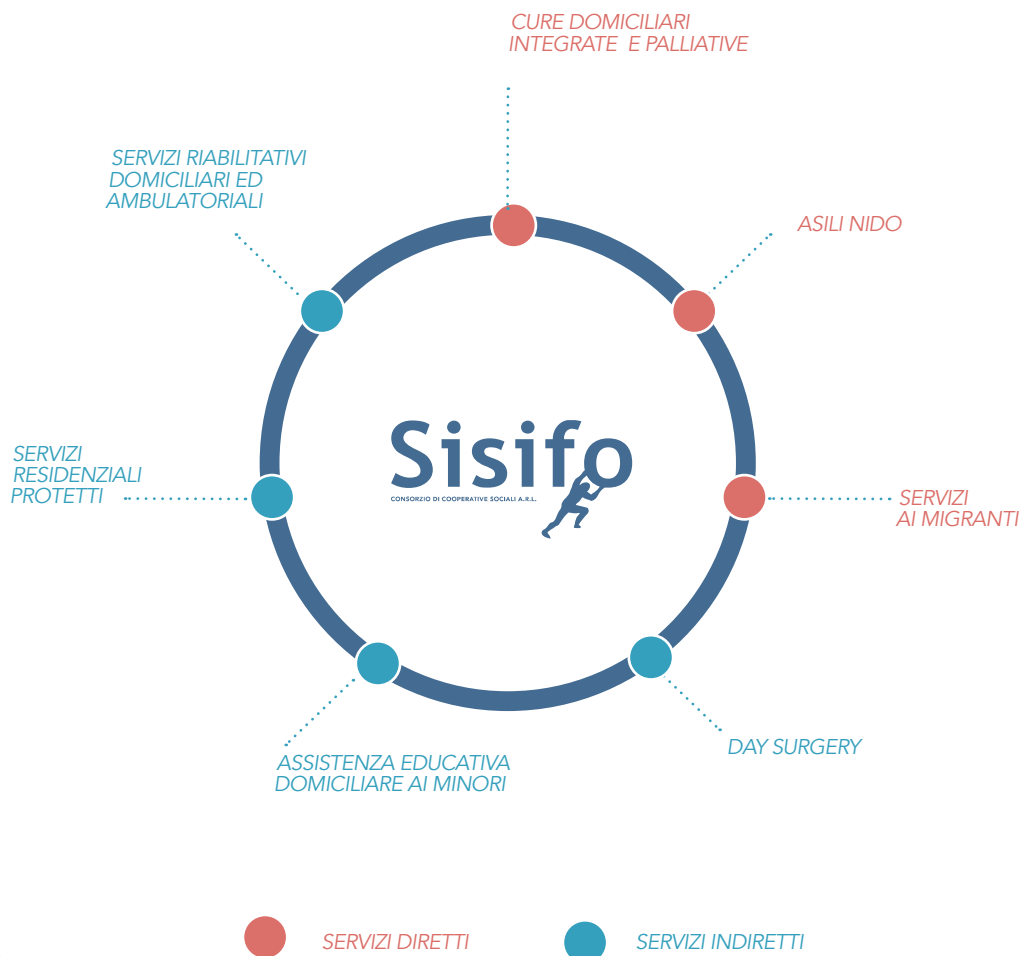 CURE DOMICILIARI
INTEGRATE E PALLIATIVE
SERVIZI RIABILITATIVI
DOMICILIARI ED
AMBULATORIALI
ASILI NIDO
Sisifo
CONSORZIO DI COOPERATIVE SOCIALI A.R.L.
SERVIZI
RESIDENZIALI
PROTETTI
SERVIZI
AI MIGRANTI
DAY SURGERY
ASSISTENZA EDUCATIVA
DOMICILIARE AI MINORI
SERVIZI DIRETTI
SERVIZI INDIRETTI